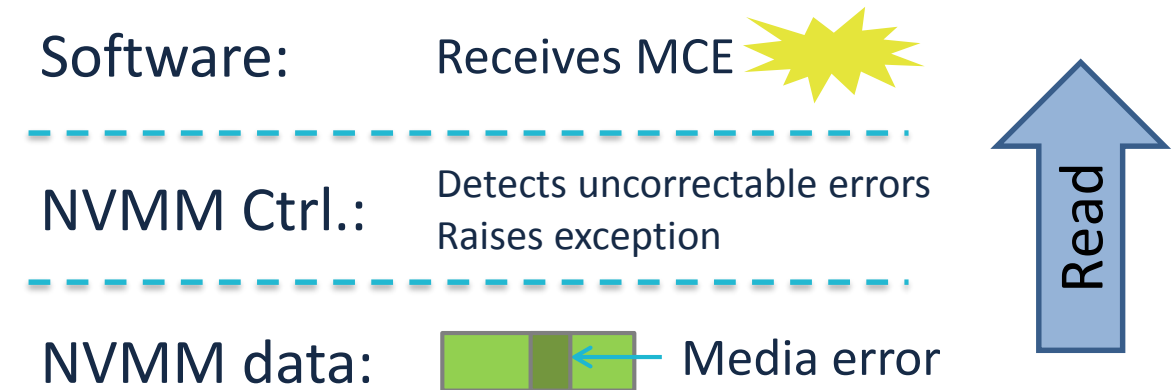 Software: Receives MCE
NVMM Ctrl.: Detects uncorrectable errors
Raises exception
NVMM data: Media error
Read